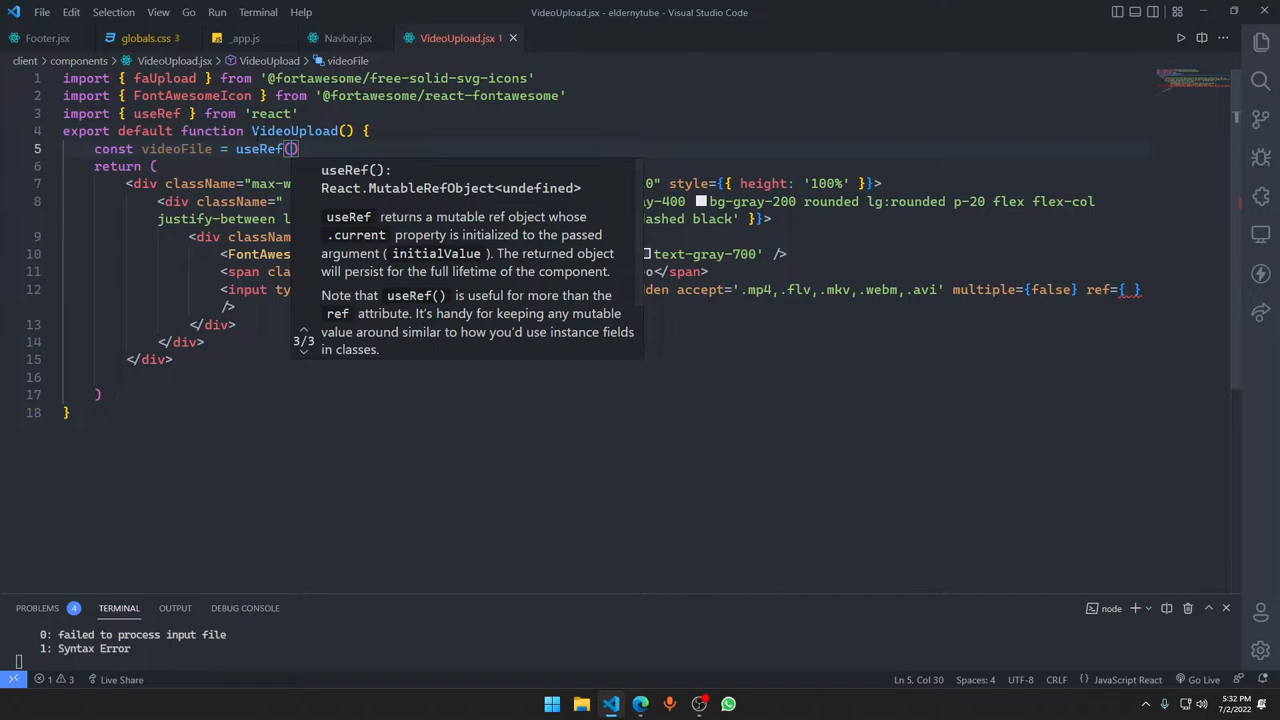 File Edit Selection View Go Run Terminal Help
VideoUpload.jsx - eldernytube - Visual Studio Code
Footer.jsx
globals.css 3
_app.js
Navbar.jsx
VideoUpload.jsx 1
client components VideoUpload.jsx VideoUpload videoFile
1 import { faUpload } from '@fortawesome/free-solid-svg-icons'
2 import { FontAwesomeIcon } from '@fortawesome/react-fontawesome'
3 import { useRef } from 'react'
4 export default function VideoUpload() {
5 const videoFile = useRef()
6 return (
7 <div className="max-w 0" style={{ height: '100%' }}>
8 <div className=" ay-400 bg-gray-200 rounded lg:rounded p-20 flex flex-col
justify-between l ashed black' }}>
9 <div classNam
10 <FontAwes text-gray-700' />
11 <span cla o</span>
12 <input ty dden accept='.mp4,.flv,.mkv,.webm,.avi' multiple={false} ref={ }
/>
13 </div>
14 </div>
15 </div>
16
17 )
18 }
useRef():
React.MutableRefObject<undefined>
useRef returns a mutable ref object whose
.current property is initialized to the passed
argument ( initialValue ). The returned object
will persist for the full lifetime of the component.
Note that useRef() is useful for more than the
ref attribute. It's handy for keeping any mutable
value around similar to how you'd use instance fields
in classes.
3/3
PROBLEMS 4 TERMINAL OUTPUT DEBUG CONSOLE
node
0: failed to process input file
1: Syntax Error
1 3 Live Share
Ln 5, Col 30 Spaces: 4 UTF-8 CRLF { } JavaScript React Go Live
5:32 PM
7/2/2022